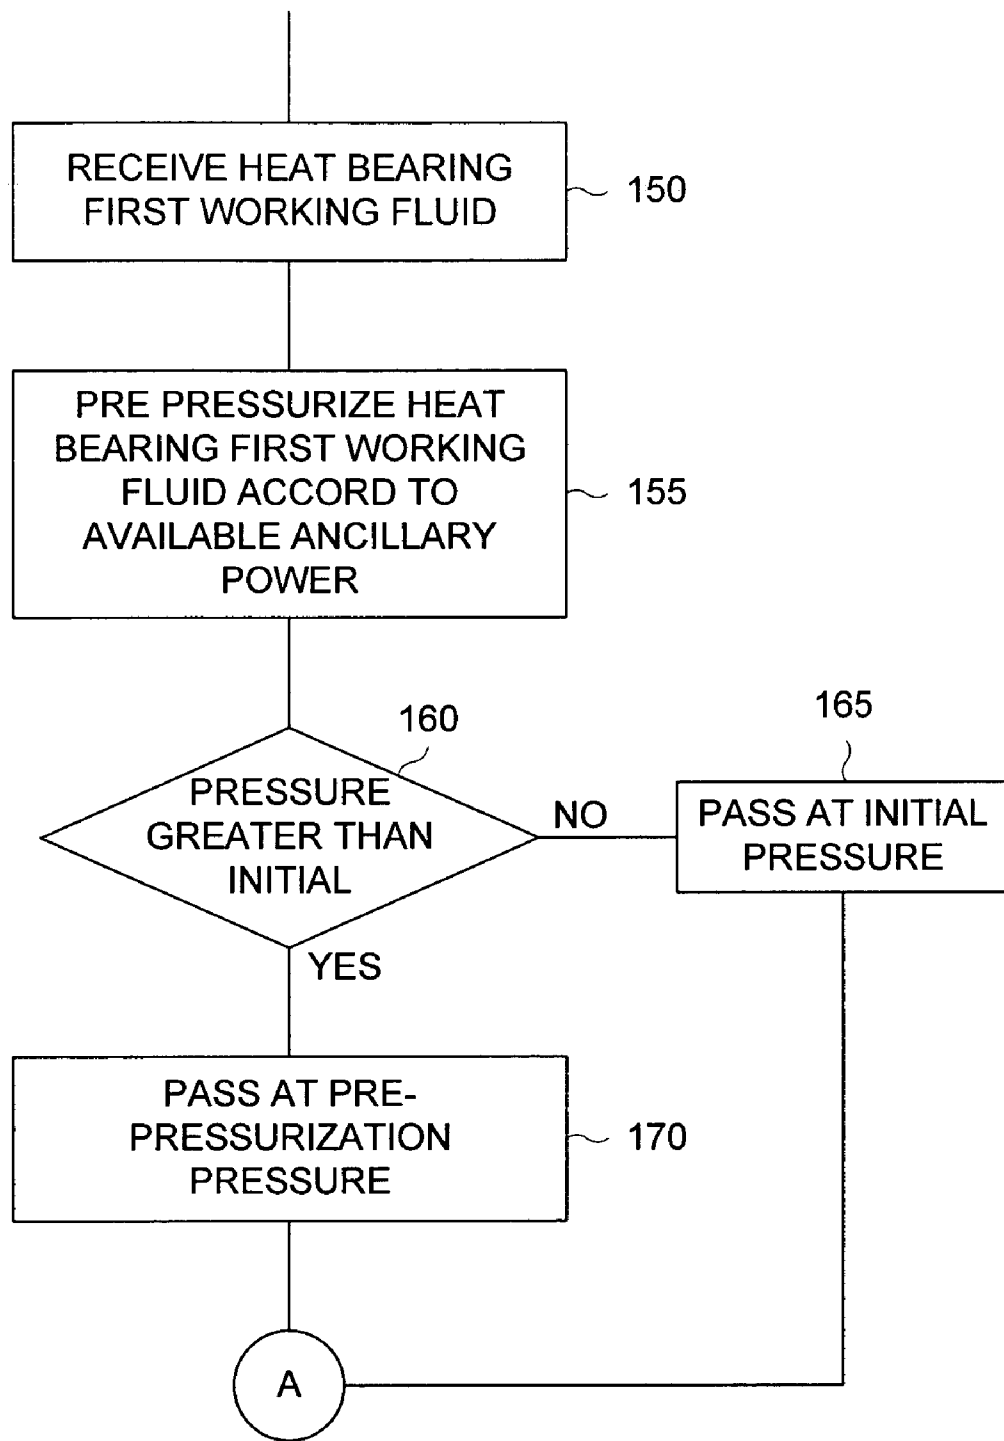 RECEIVE HEAT BEARING
FIRST WORKING FLUID
150
PRE PRESSURIZE HEAT
BEARING FIRST WORKING
FLUID ACCORD TO
AVAILABLE ANCILLARY
POWER
155
160
PRESSURE
GREATER THAN
INITIAL
NO
165
PASS AT INITIAL
PRESSURE
YES
PASS AT PRE-
PRESSURIZATION
PRESSURE
170
A